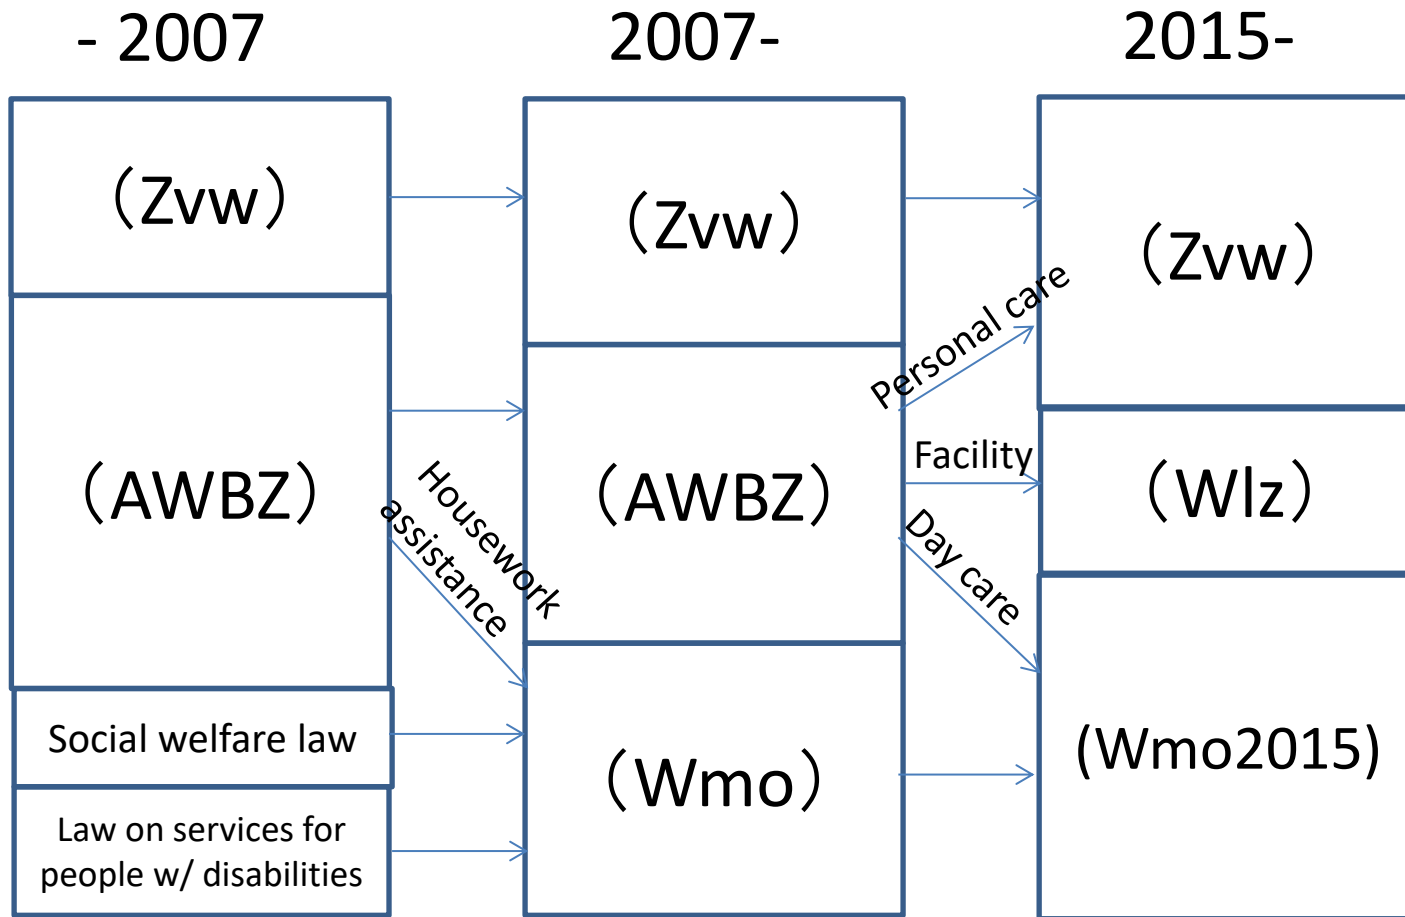 - 2007
2007-
2015-
（Zvw）
（AWBZ）
Social welfare law
Law on services for
people w/ disabilities
Housework
assistance
（Zvw）
（AWBZ）
（Wmo）
Personal care
Facility
Day care
（Zvw）
（Wlz）
(Wmo2015)